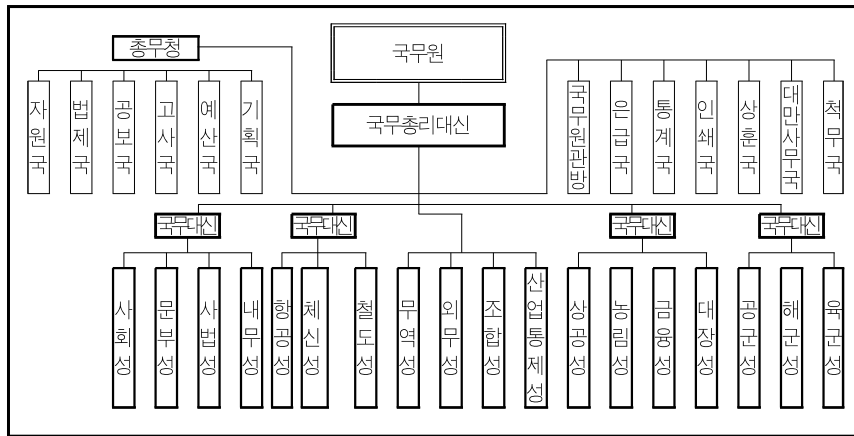 총무청
국무원
국무총리대신
자원국
법제국
공보국
고사국
예산국
기획국
국무원관방
은급국
통계국
인쇄국
상훈국
대만사무국
척무국
국무대신
국무대신
국무대신
국무대신
사회성
문부성
사법성
내무성
항공성
체신성
철도성
무역성
외무성
조합성
산업통제성
상공성
농림성
금융성
대장성
공군성
해군성
육군성